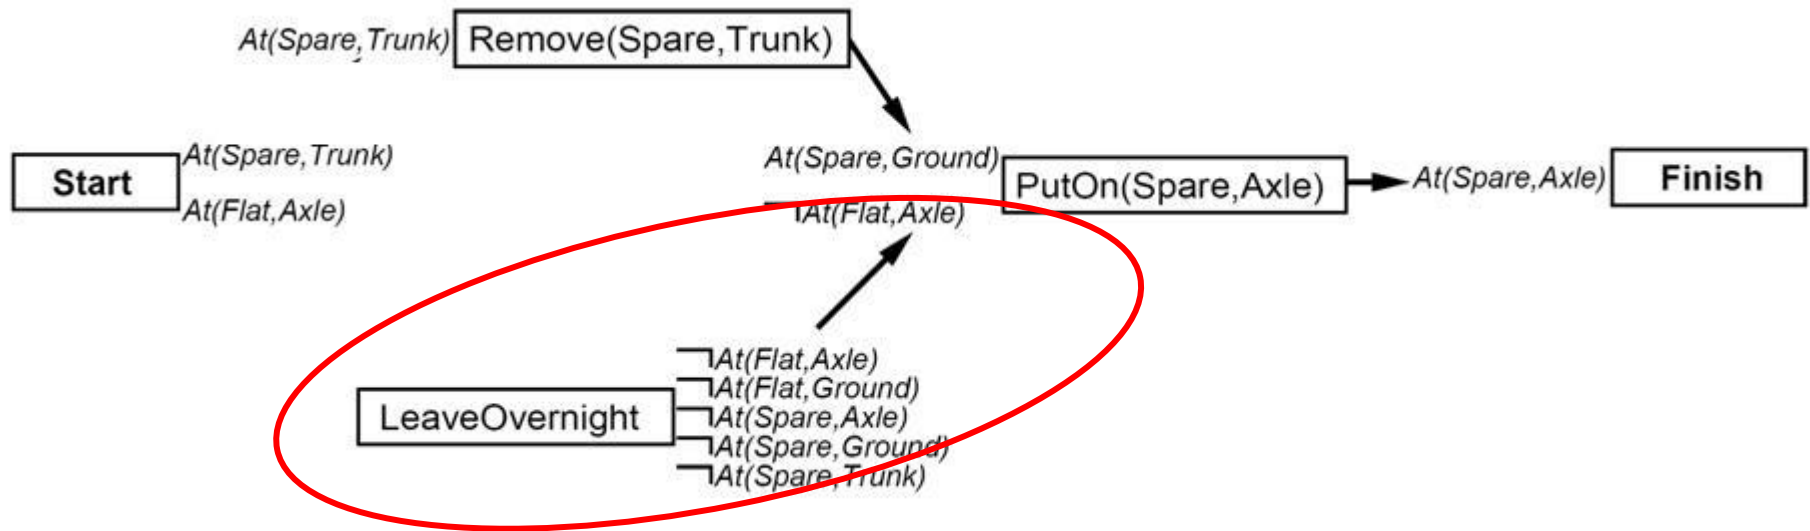 At(Spare,Trunk) Remove(Spare,Trunk)
Start At(Spare,Trunk)
At(Flat,Axle)
At(Spare,Ground)
¬At(Flat,Axle)
PutOn(Spare,Axle)
At(Spare,Axle) Finish
LeaveOvernight
¬At(Flat,Axle)
¬At(Flat,Ground)
¬At(Spare,Axle)
¬At(Spare,Ground)
¬At(Spare,Trunk)